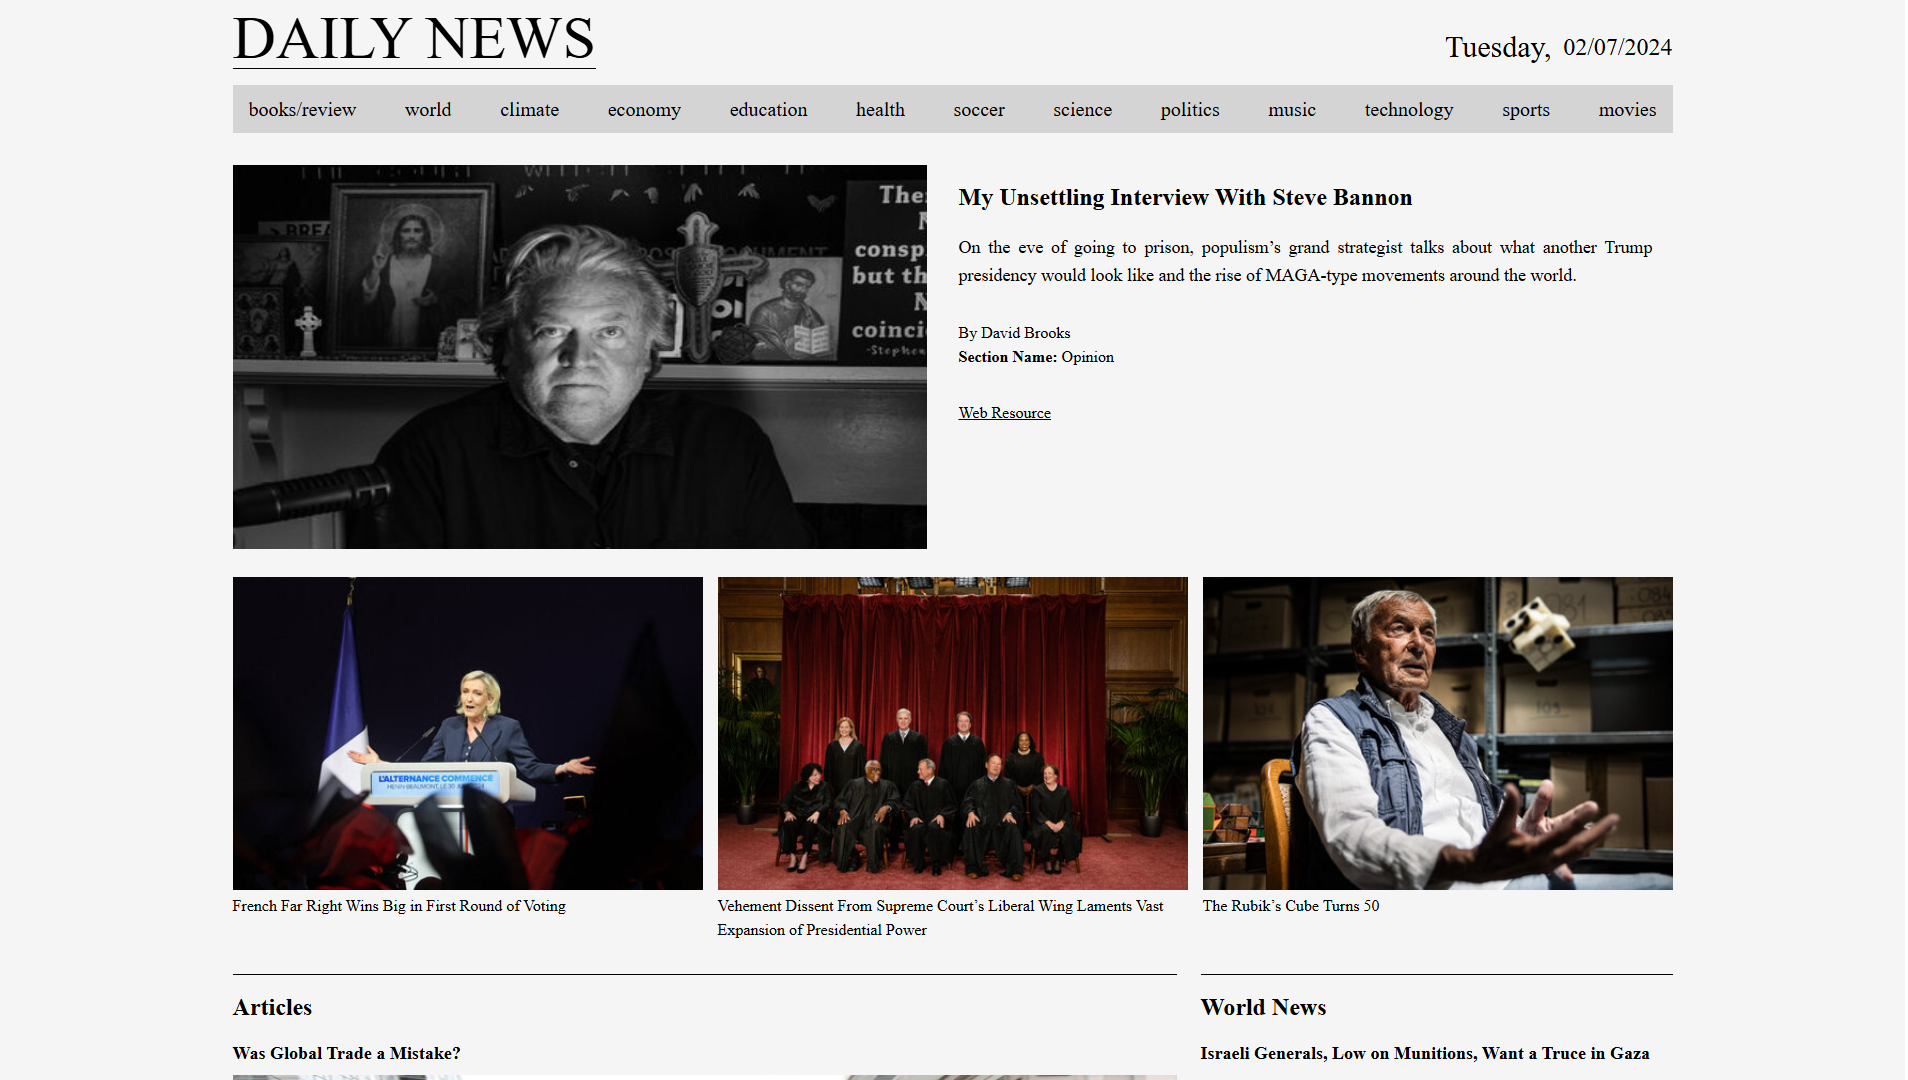 DAILY NEWS
Tuesday, 02/07/2024
books/review world climate economy education health soccer science politics music technology sports movies
BREA
The
consp
but th
N
coinci
-Stephen
My Unsettling Interview With Steve Bannon
On the eve of going to prison, populism’s grand strategist talks about what another Trump
presidency would look like and the rise of MAGA-type movements around the world.
By David Brooks
Section Name: Opinion
Web Resource
L'ALTERNANCE COMMENCE
French Far Right Wins Big in First Round of Voting
Vehement Dissent From Supreme Court’s Liberal Wing Laments Vast
Expansion of Presidential Power
The Rubik’s Cube Turns 50
Articles
Was Global Trade a Mistake?
World News
Israeli Generals, Low on Munitions, Want a Truce in Gaza